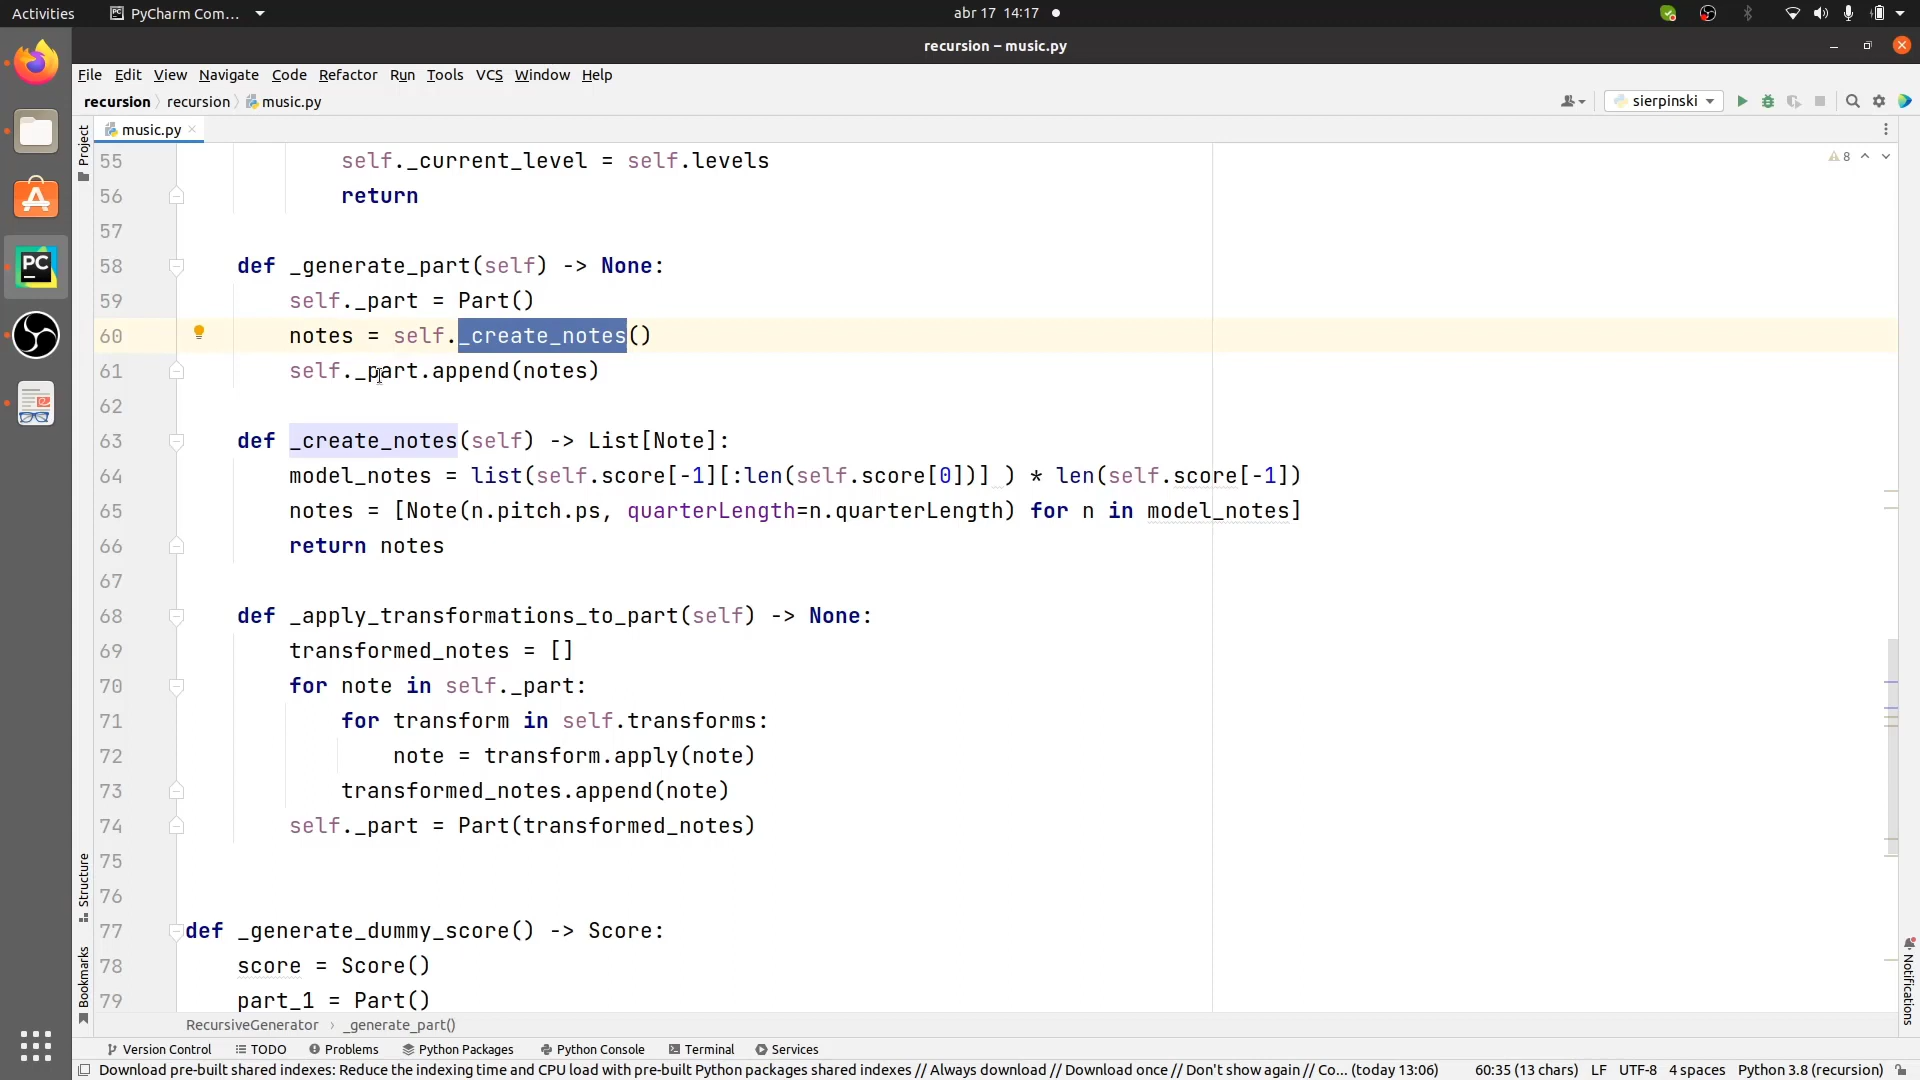 Activities PyCharm Com... abr 17 14:17
recursion – music.py
File Edit View Navigate Code Refactor Run Tools VCS Window Help
recursion recursion music.py sierpinski
music.py
Project
8
55 self._current_level = self.levels
56 return
57
58 def _generate_part(self) -> None:
59 self._part = Part()
60 notes = self._create_notes()
61 self._part.append(notes)
62
63 def _create_notes(self) -> List[Note]:
64 model_notes = list(self.score[-1][:len(self.score[0])] ) * len(self.score[-1])
65 notes = [Note(n.pitch.ps, quarterLength=n.quarterLength) for n in model_notes]
66 return notes
67
68 def _apply_transformations_to_part(self) -> None:
69 transformed_notes = []
70 for note in self._part:
71 for transform in self.transforms:
72 note = transform.apply(note)
73 transformed_notes.append(note)
74 self._part = Part(transformed_notes)
75
76
77 def _generate_dummy_score() -> Score:
78 score = Score()
79 part_1 = Part()
Structure
Bookmarks
Notifications
RecursiveGenerator › _generate_part()
Version Control TODO Problems Python Packages Python Console Terminal Services
Download pre-built shared indexes: Reduce the indexing time and CPU load with pre-built Python packages shared indexes // Always download // Download once // Don't show again // Co... (today 13:06) 60:35 (13 chars) LF UTF-8 4 spaces Python 3.8 (recursion)